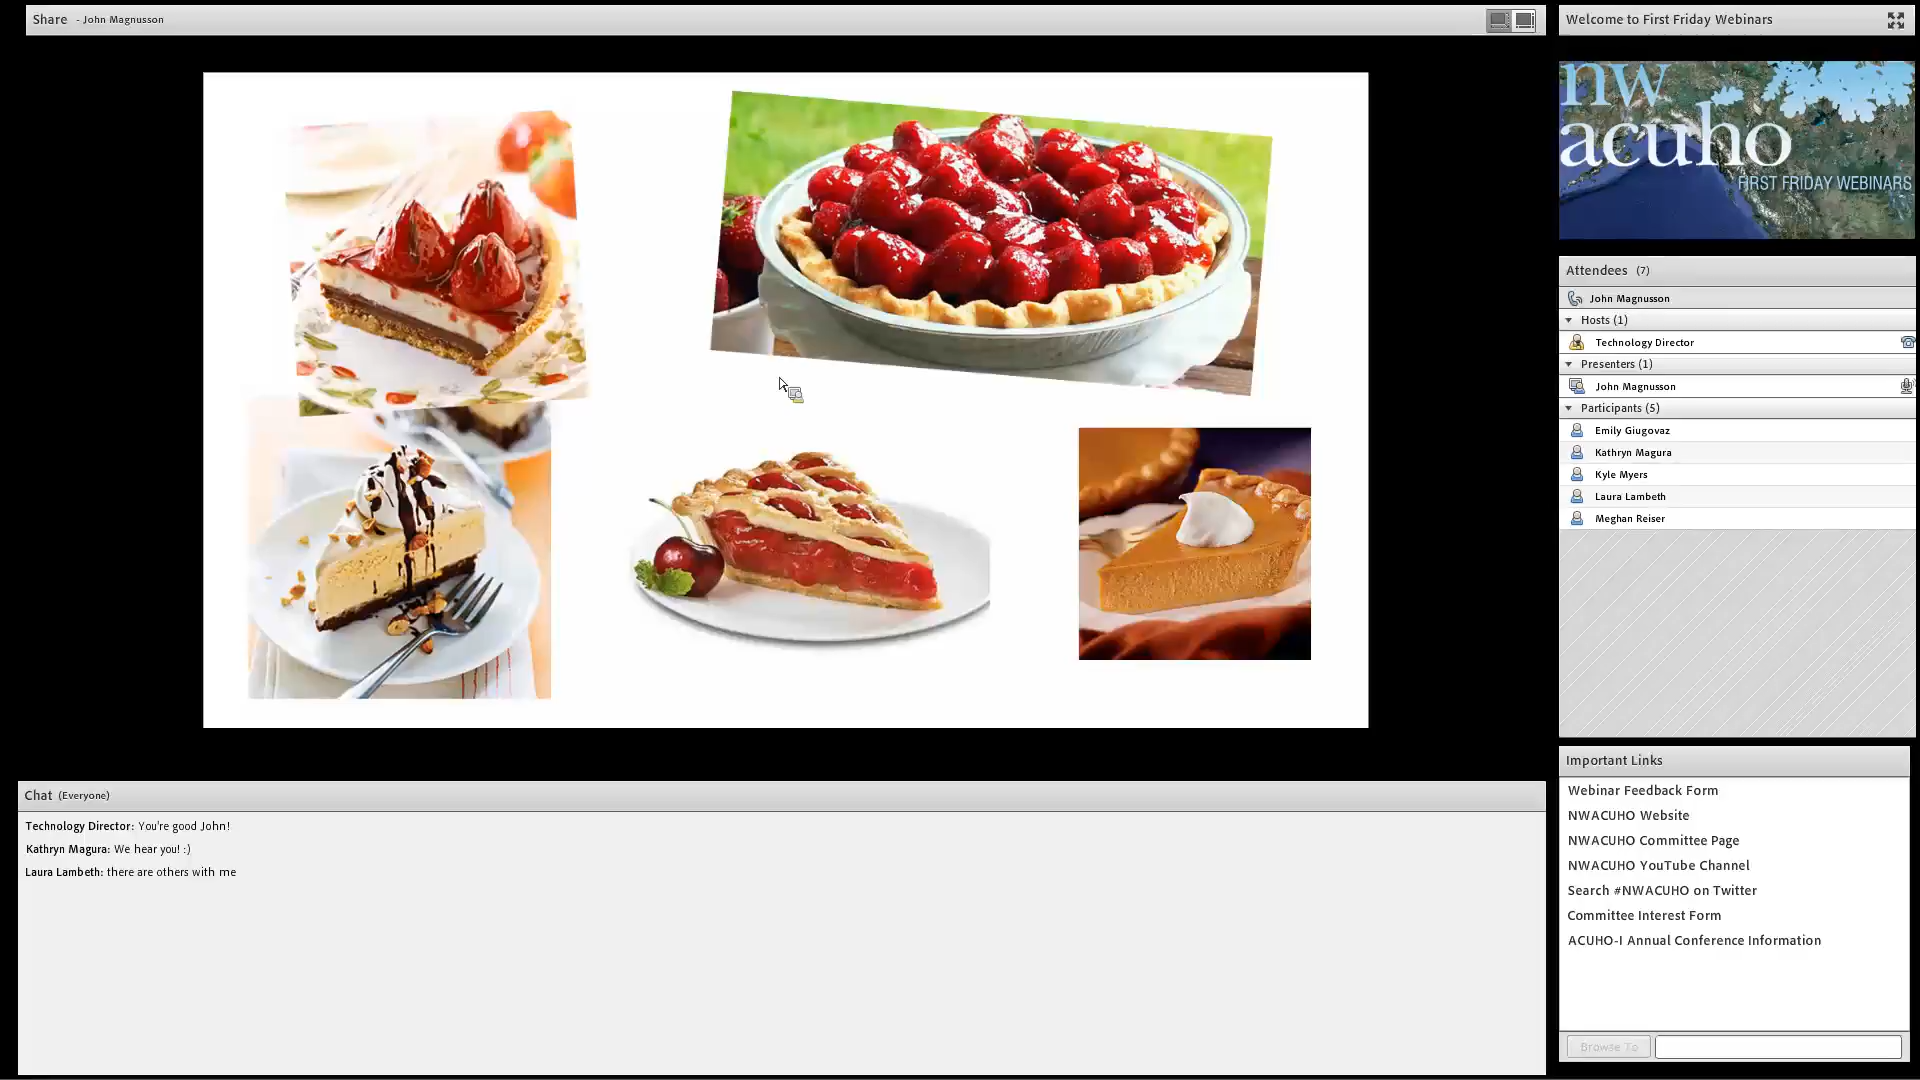 Share - John Magnusson
Welcome to First Friday Webinars
nw
acuho
FIRST FRIDAY WEBINARS
Attendees (7)
John Magnusson
Hosts (1)
Technology Director
Presenters (1)
John Magnusson
Participants (5)
Emily Giugovaz
Kathryn Magura
Kyle Myers
Laura Lambeth
Meghan Reiser
Important Links
Webinar Feedback Form
NWACUHO Website
NWACUHO Committee Page
NWACUHO YouTube Channel
Search #NWACUHO on Twitter
Committee Interest Form
ACUHO-I Annual Conference Information
Browse To
Chat (Everyone)
Technology Director: You're good John!
Kathryn Magura: We hear you! :)
Laura Lambeth: there are others with me